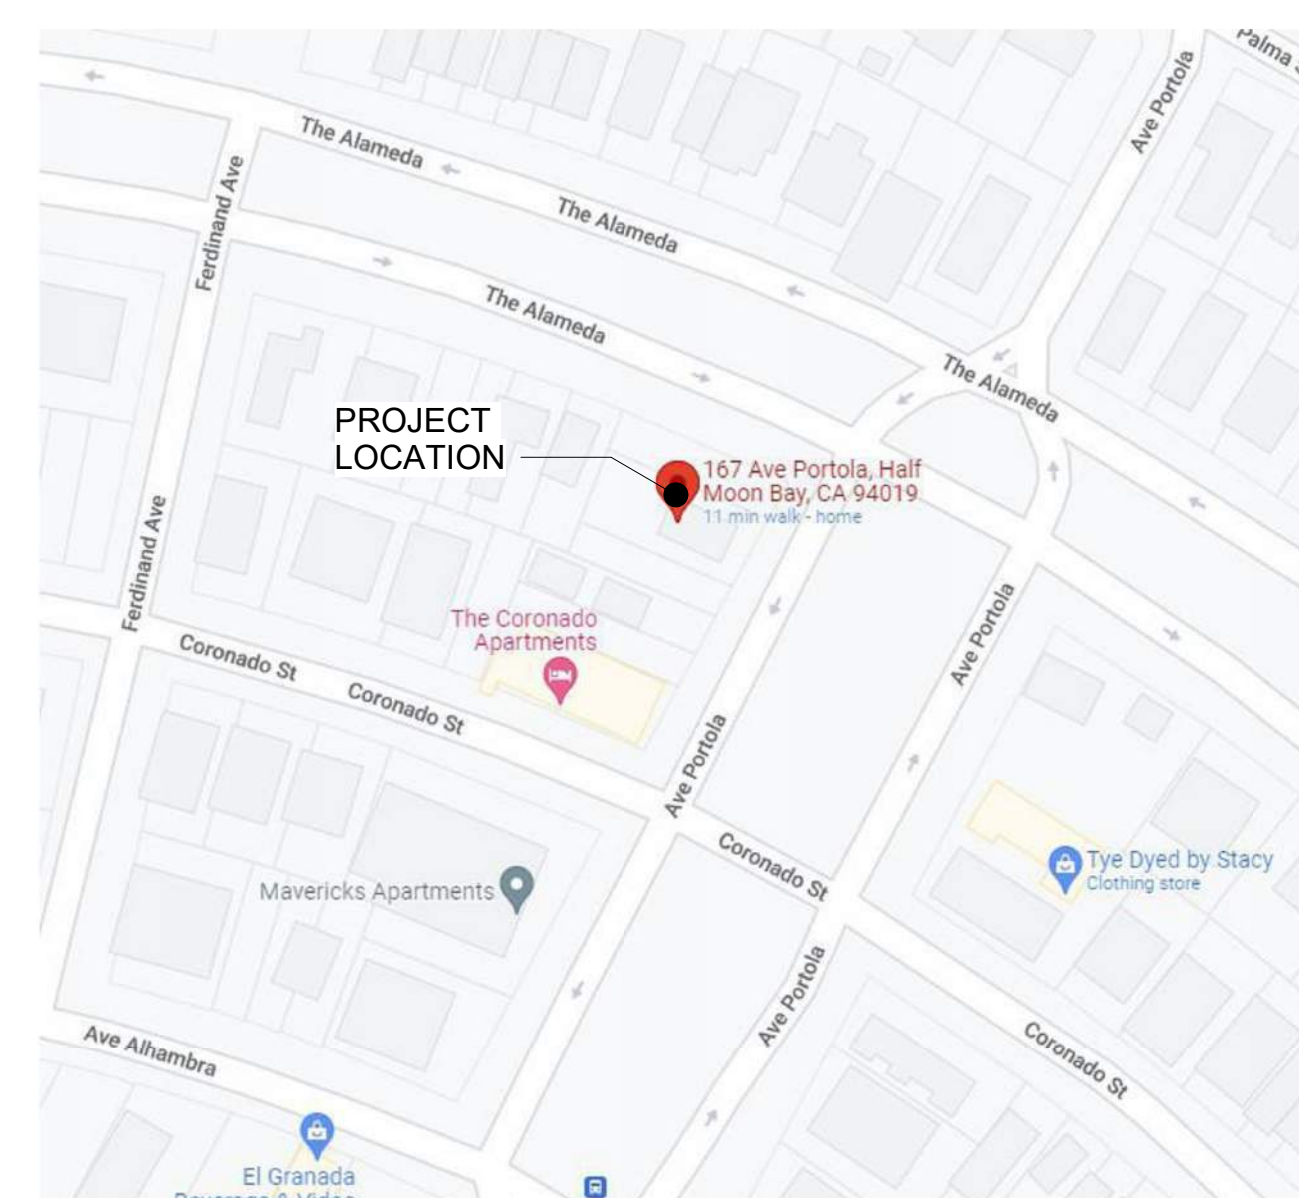 Palma
Ave Portola
The Alameda
Ferdinand Ave
The Alameda
The Alameda
The Alameda
PROJECT
LOCATION
167 Ave Portola, Half
Moon Bay, CA 94019
11 min walk - home
Ferdinand Ave
The Coronado
Apartments
Ave Portola
Coronado St
Coronado St
Ave Portola
Coronado St
Tye Dyed by Stacy
Clothing store
Mavericks Apartments
Ave Portola
Ave Alhambra
Coronado St
El Granada